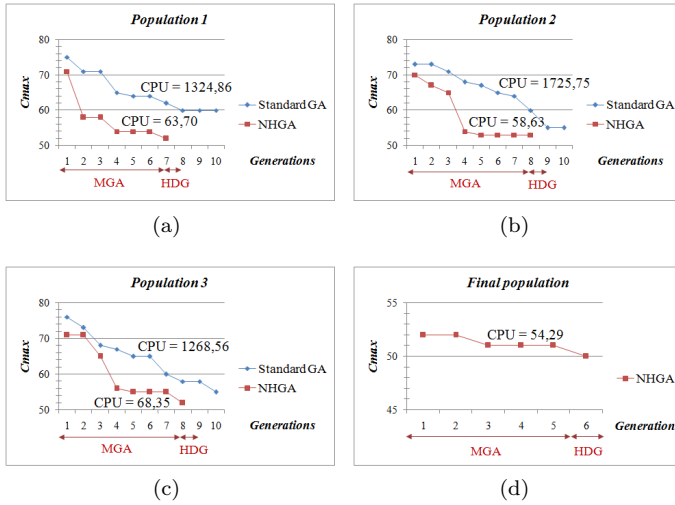 Population 1
80
70
60
50
Cmax
CPU = 1324,86
CPU = 63,70
Standard GA
NHGA
1 2 3 4 5 6 7 8 9 10
Generations
MGA HDG
(a)
Population 2
80
70
60
50
Cmax
CPU = 1725,75
CPU = 58,63
Standard GA
NHGA
1 2 3 4 5 6 7 8 9 10
Generations
MGA HDG
(b)
Population 3
80
70
60
50
Cmax
CPU = 1268,56
CPU = 68,35
Standard GA
NHGA
1 2 3 4 5 6 7 8 9 10
Generations
MGA HDG
(c)
Final population
55
50
45
Cmax
CPU = 54,29
NHGA
1 2 3 4 5 6
Generation
MGA HDG
(d)